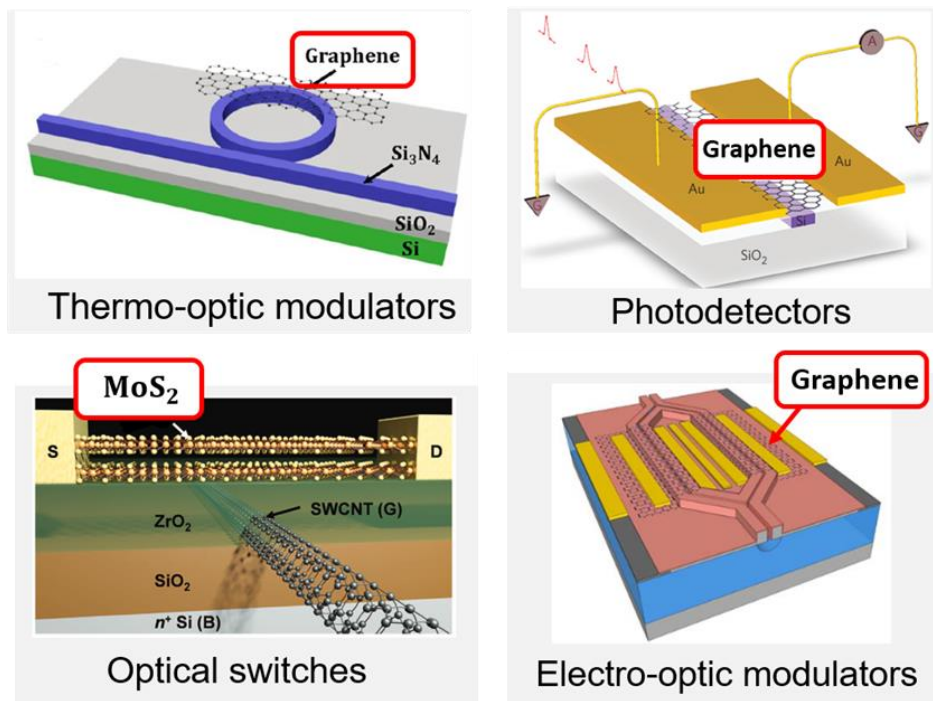 Graphene
Si₃N₄
SiO₂
Si
Thermo-optic modulators
A
G
G
Graphene
Au
Au
Si
SiO₂
Photodetectors
MoS₂
S
D
SWCNT (G)
ZrO₂
SiO₂
n⁺ Si (B)
Optical switches
Graphene
Electro-optic modulators